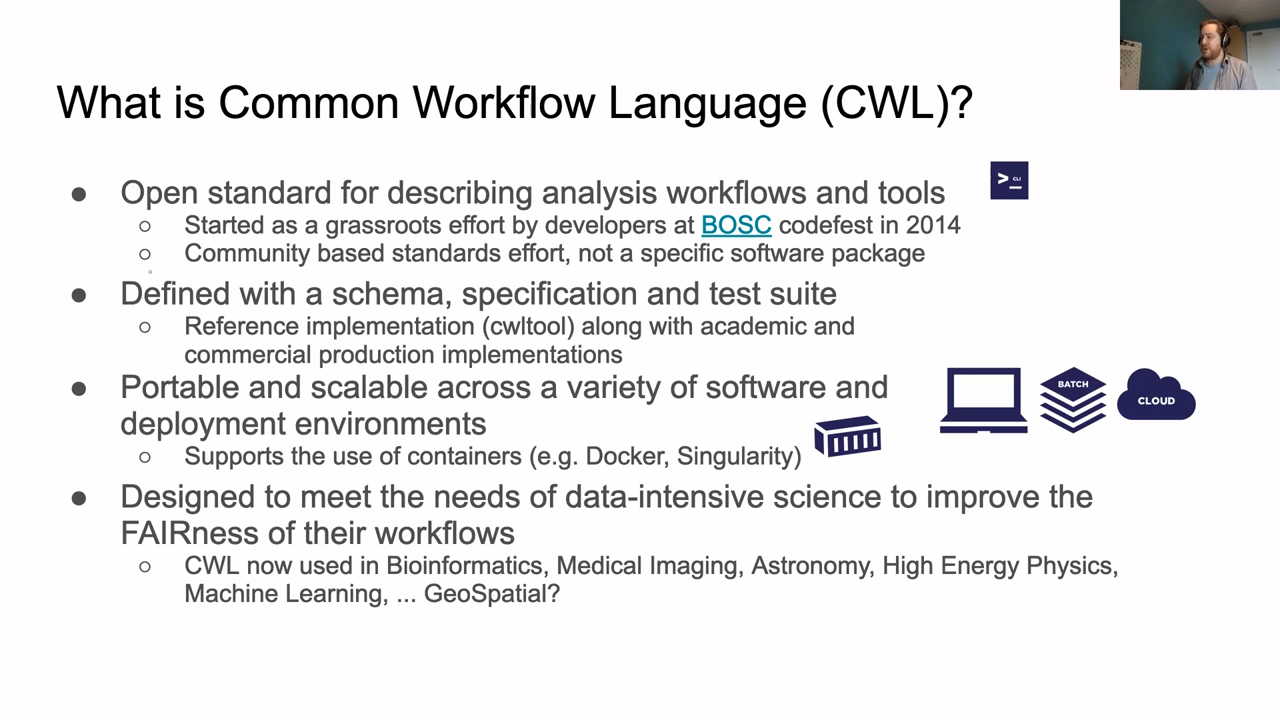 What is Common Workflow Language (CWL)?
● Open standard for describing analysis workflows and tools
>_ CLI
○ Started as a grassroots effort by developers at BOSC codefest in 2014
○ Community based standards effort, not a specific software package
● Defined with a schema, specification and test suite
○ Reference implementation (cwltool) along with academic and
commercial production implementations
● Portable and scalable across a variety of software and
deployment environments
BATCH
CLOUD
○ Supports the use of containers (e.g. Docker, Singularity)
● Designed to meet the needs of data-intensive science to improve the
FAIRness of their workflows
○ CWL now used in Bioinformatics, Medical Imaging, Astronomy, High Energy Physics,
Machine Learning, ... GeoSpatial?